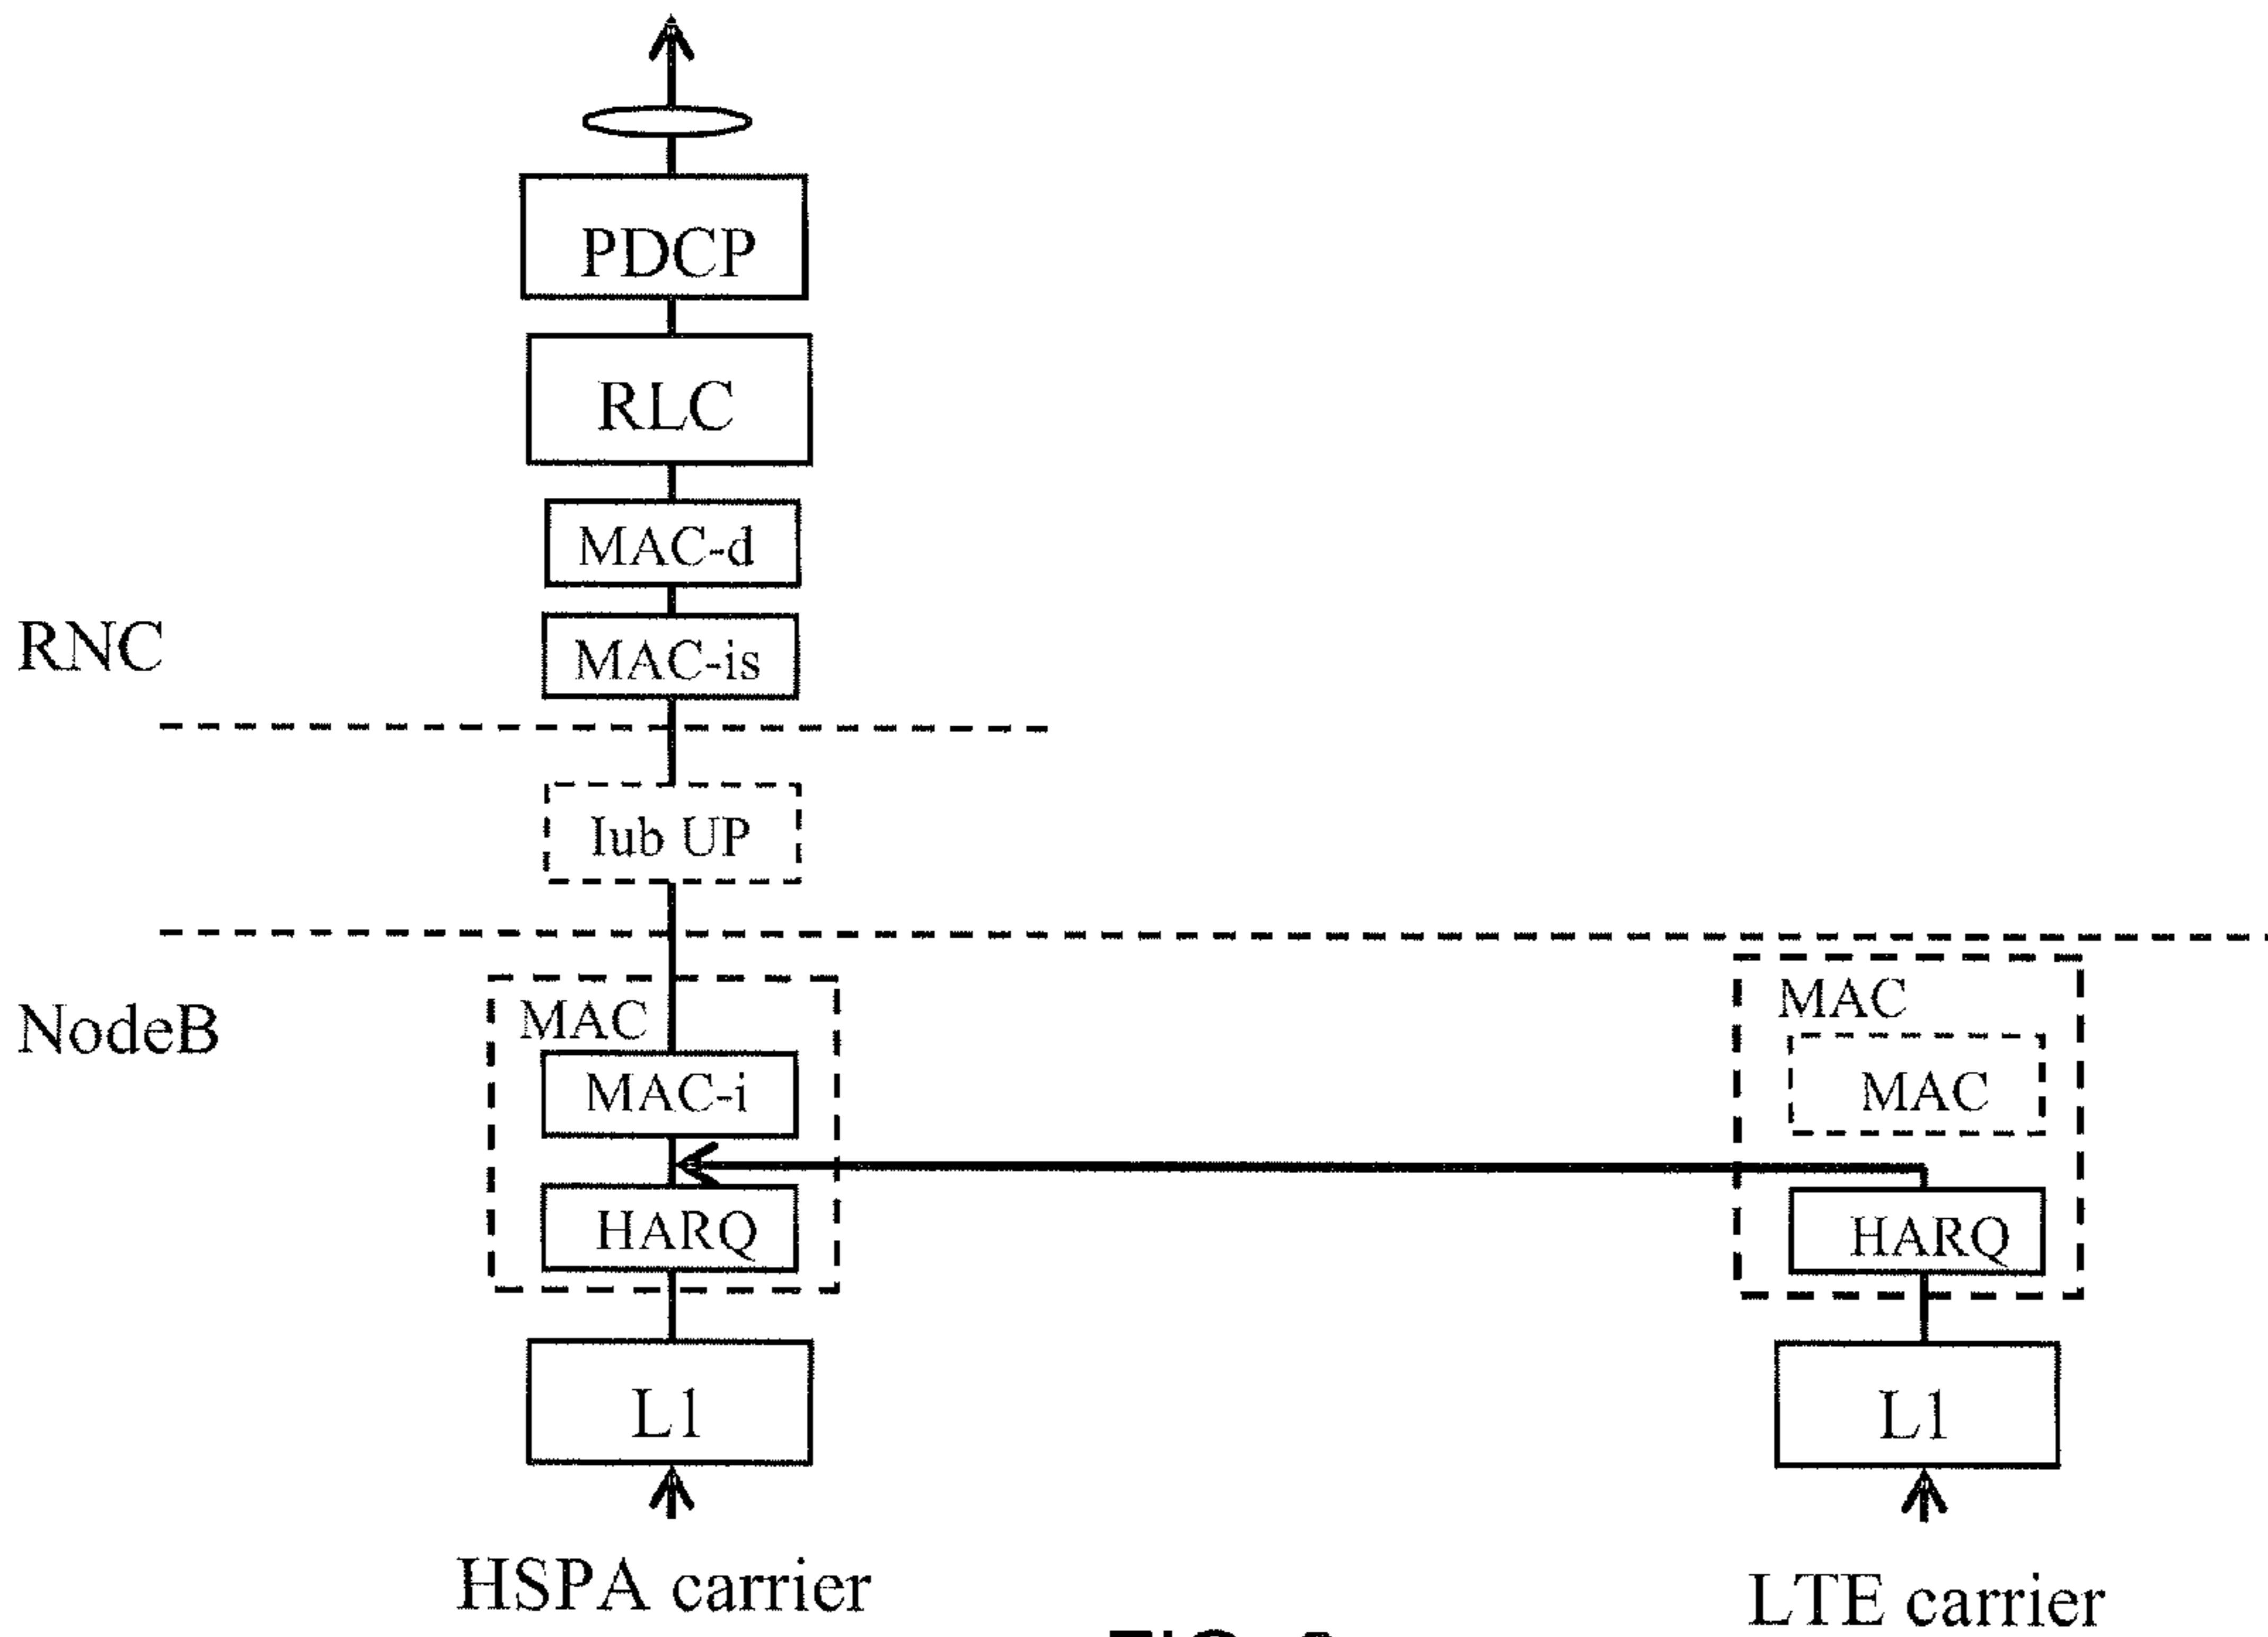 PDCP
RLC
MAC-d
RNC
MAC-is
Iub UP
NodeB
MAC
MAC
MAC-i
MAC
HARQ
HARQ
L1
L1
HSPA carrier
LTE carrier